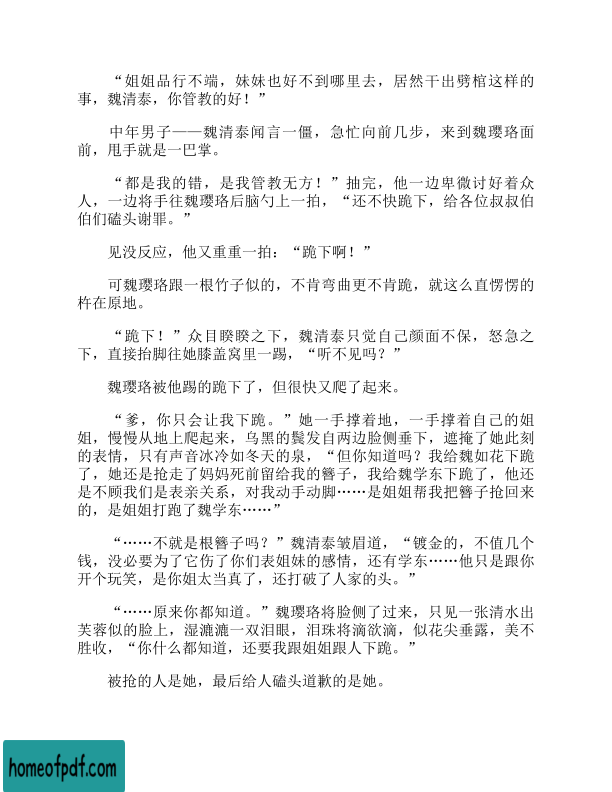 “姐姐品行不端，妹妹也好不到哪里去，居然干出劈棺这样的
事，魏清泰，你管教的好！”
中年男子——魏清泰闻言一僵，急忙向前几步，来到魏璎珞面
前，甩手就是一巴掌。
“都是我的错，是我管教无方！”抽完，他一边卑微讨好着众
人，一边将手往魏璎珞后脑勺上一拍，“还不快跪下，给各位叔叔伯
伯们磕头谢罪。”
见没反应，他又重重一拍：“跪下啊！”
可魏璎珞跟一根竹子似的，不肯弯曲更不肯跪，就这么直愣愣的
杵在原地。
“跪下！”众目睽睽之下，魏清泰只觉自己颜面不保，怒急之
下，直接抬脚往她膝盖窝里一踢，“听不见吗？”
魏璎珞被他踢的跪下了，但很快又爬了起来。
“爹，你只会让我下跪。”她一手撑着地，一手撑着自己的姐
姐，慢慢从地上爬起来，乌黑的鬓发自两边脸侧垂下，遮掩了她此刻
的表情，只有声音冰冷如冬天的泉，“但你知道吗？我给魏如花下跪
了，她还是抢走了妈妈死前留给我的簪子，我给魏学东下跪了，他还
是不顾我们是表亲关系，对我动手动脚……是姐姐帮我把簪子抢回来
的，是姐姐打跑了魏学东……”
“……不就是根簪子吗？”魏清泰皱眉道，“镀金的，不值几个
钱，没必要为了它伤了你们表姐妹的感情，还有学东……他只是跟你
开个玩笑，是你姐太当真了，还打破了人家的头。”
“……原来你都知道。”魏璎珞将脸侧了过来，只见一张清水出
芙蓉似的脸上，湿漉漉一双泪眼，泪珠将滴欲滴，似花尖垂露，美不
胜收，“你什么都知道，还要我跟姐姐跟人下跪。”
被抢的人是她，最后给人磕头道歉的是她。
homeofpdf.com